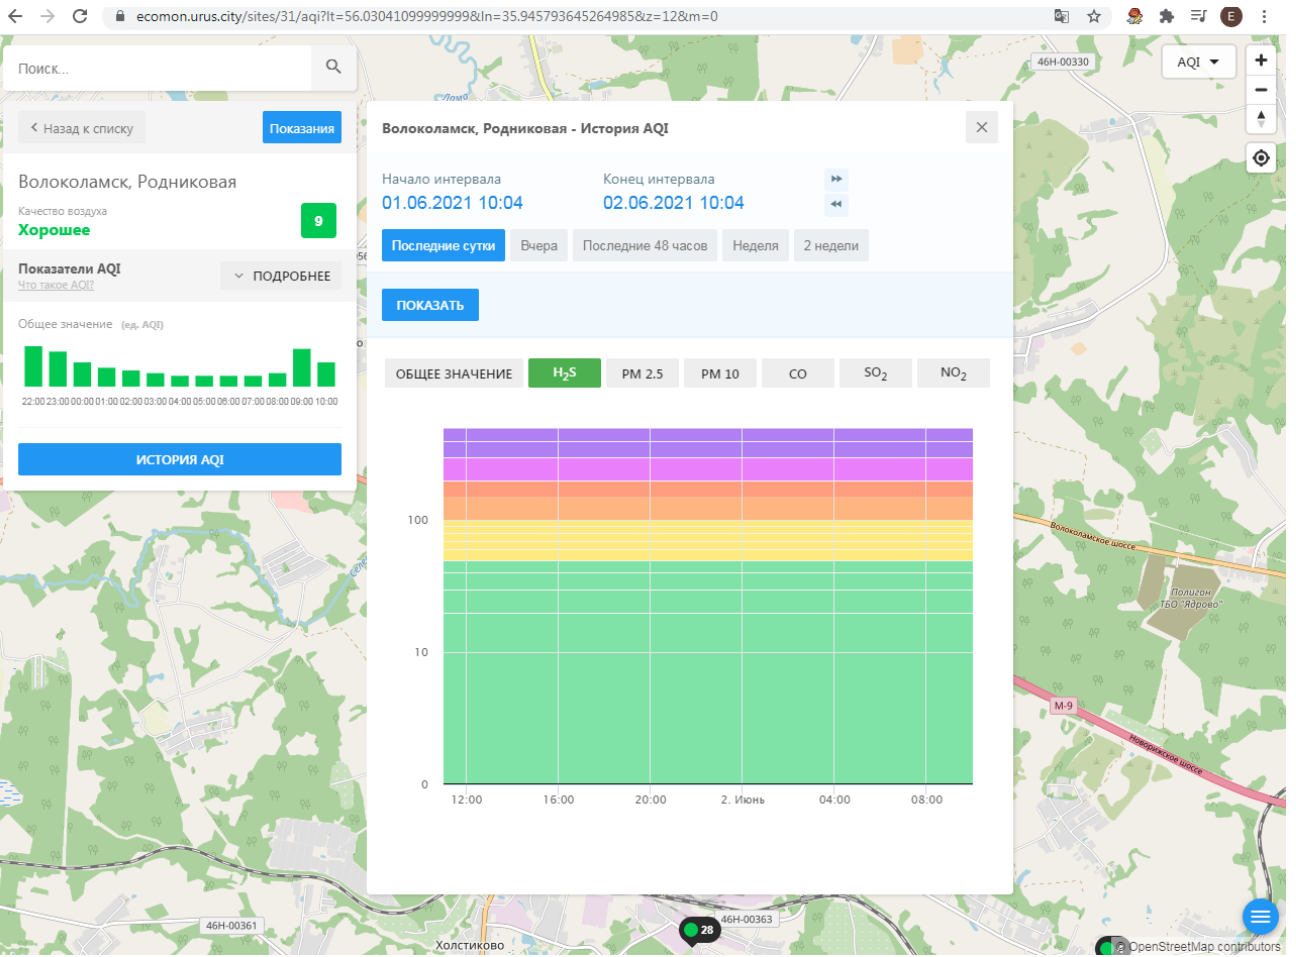 ecomon.urus.city/sites/31/aqi?lt=56.03041099999999&ln=35.945793645264985&z=12&m=0
E
Поиск...
Лама
46Н-00330
AQI
Назад к списку
Показания
Волоколамск, Родниковая - История AQI
Волоколамск, Родниковая
Качество воздуха
Хорошее
9
Начало интервала
Конец интервала
01.06.2021 10:04
02.06.2021 10:04
Последние сутки
Вчера
Последние 48 часов
Неделя
2 недели
Показатели AQI
Что такое AQI?
ПОДРОБНЕЕ
ПОКАЗАТЬ
Общее значение (ед. AQI)
22:00 23:00 00:00 01:00 02:00 03:00 04:00 05:00 06:00 07:00 08:00 09:00 10:00
ИСТОРИЯ AQI
ОБЩЕЕ ЗНАЧЕНИЕ
H2S
PM 2.5
PM 10
CO
SO2
NO2
100
10
0
12:00
16:00
20:00
2. Июнь
04:00
08:00
Волоколамское шоссе
Полигон
ТБО "Ядрово"
М-9
Новорижское шоссе
46Н-00361
46Н-00363
28
Холстиково
OpenStreetMap contributors